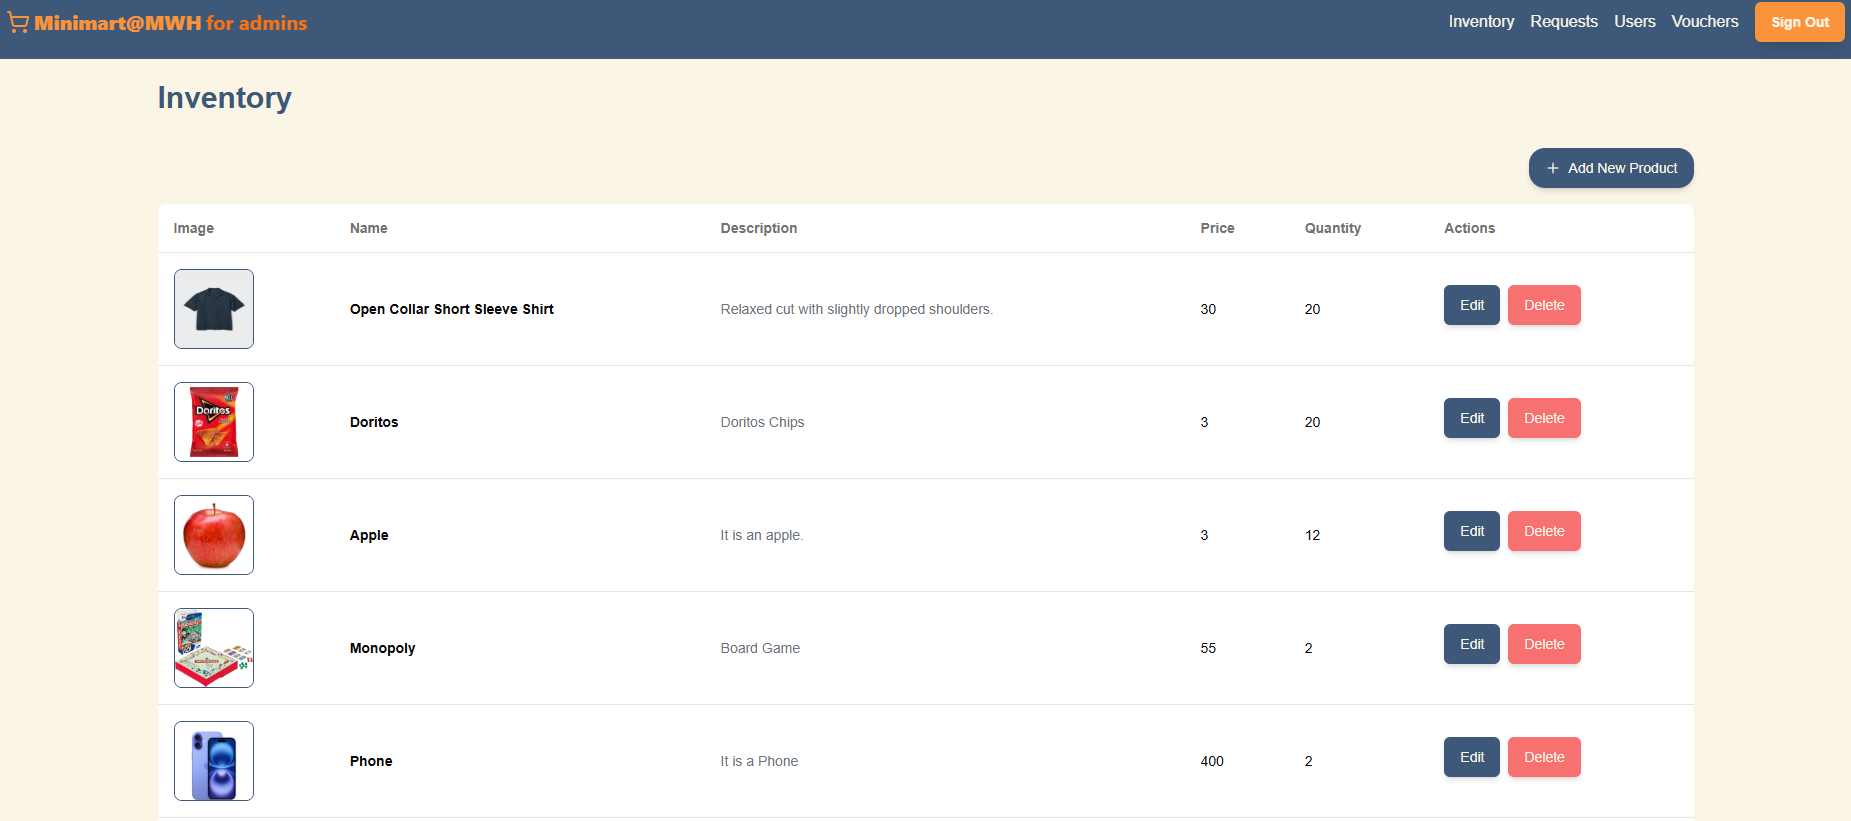 Minimart@MWH for admins
Inventory Requests Users Vouchers Sign Out
Inventory
+ Add New Product
Image Name Description Price Quantity Actions
Open Collar Short Sleeve Shirt Relaxed cut with slightly dropped shoulders. 30 20 Edit Delete
Doritos
Doritos Doritos Chips 3 20 Edit Delete
Apple It is an apple. 3 12 Edit Delete
Monopoly Board Game 55 2 Edit Delete
Phone It is a Phone 400 2 Edit Delete